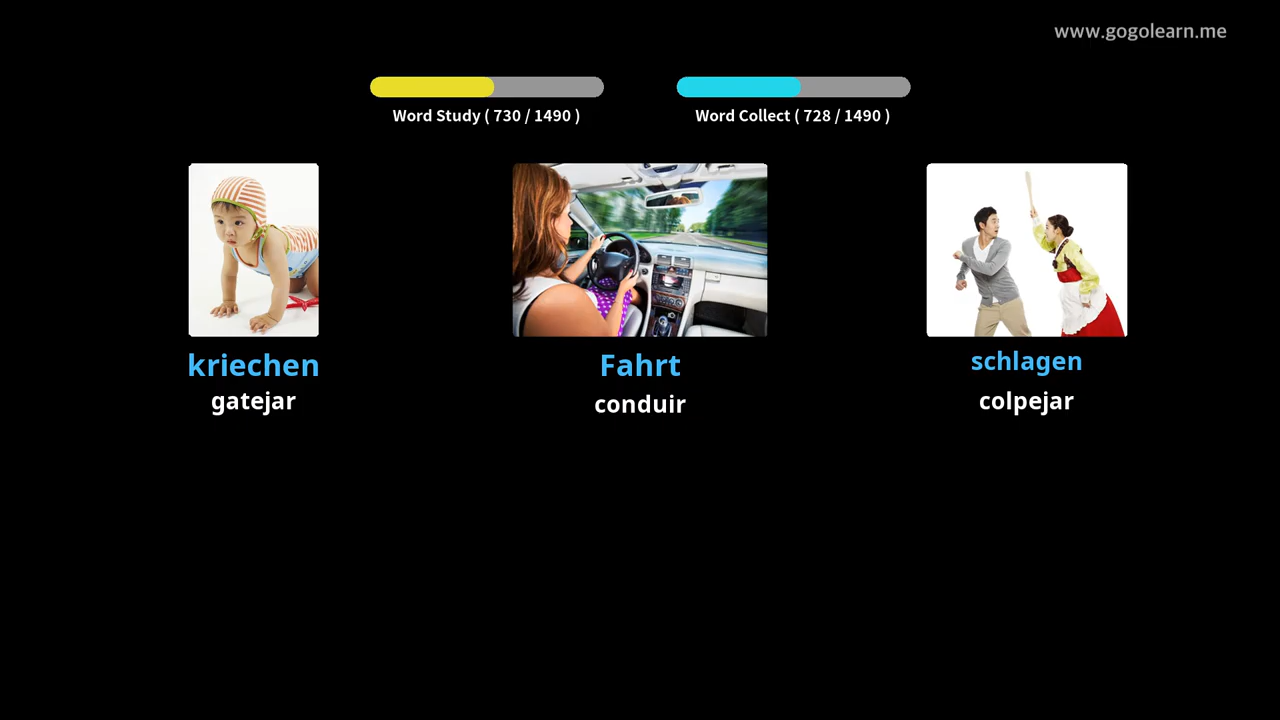 www.gogolearn.me
Word Study ( 730 / 1490 )
Word Collect ( 728 / 1490 )
kriechen
gatejar
Fahrt
conduir
schlagen
colpejar